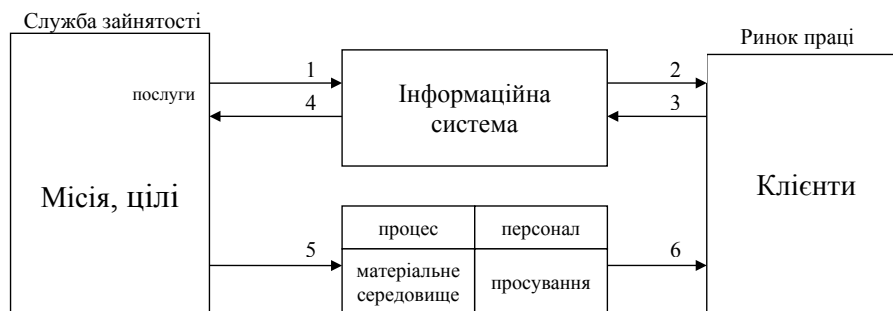 Служба зайнятості
Ринок праці
1
2
послуги
4
3
Інформаційна
система
Місія, цілі
Клієнти
процес
персонал
5
6
матеріальне
середовище
просування